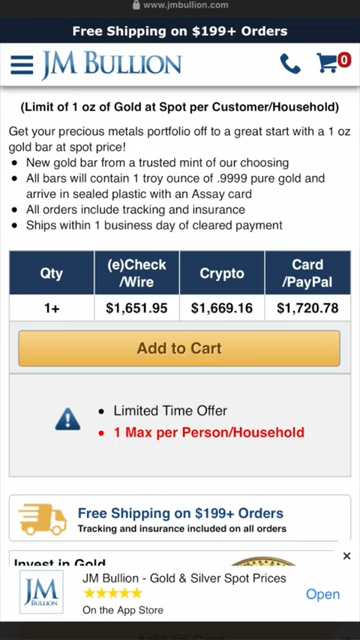 www.jmbullion.com
Free Shipping on $199+ Orders
JM BULLION
0
(Limit of 1 oz of Gold at Spot per Customer/Household)
Get your precious metals portfolio off to a great start with a 1 oz
gold bar at spot price!
• New gold bar from a trusted mint of our choosing
• All bars will contain 1 troy ounce of .9999 pure gold and
arrive in sealed plastic with an Assay card
• All orders include tracking and insurance
• Ships within 1 business day of cleared payment
Qty (e)Check/Wire Crypto Card/PayPal
1+ $1,651.95 $1,669.16 $1,720.78
Add to Cart
• Limited Time Offer
• 1 Max per Person/Household
Free Shipping on $199+ Orders
Tracking and insurance included on all orders
Invest in Gold
JM Bullion - Gold & Silver Spot Prices
On the App Store
Open
JM
BULLION